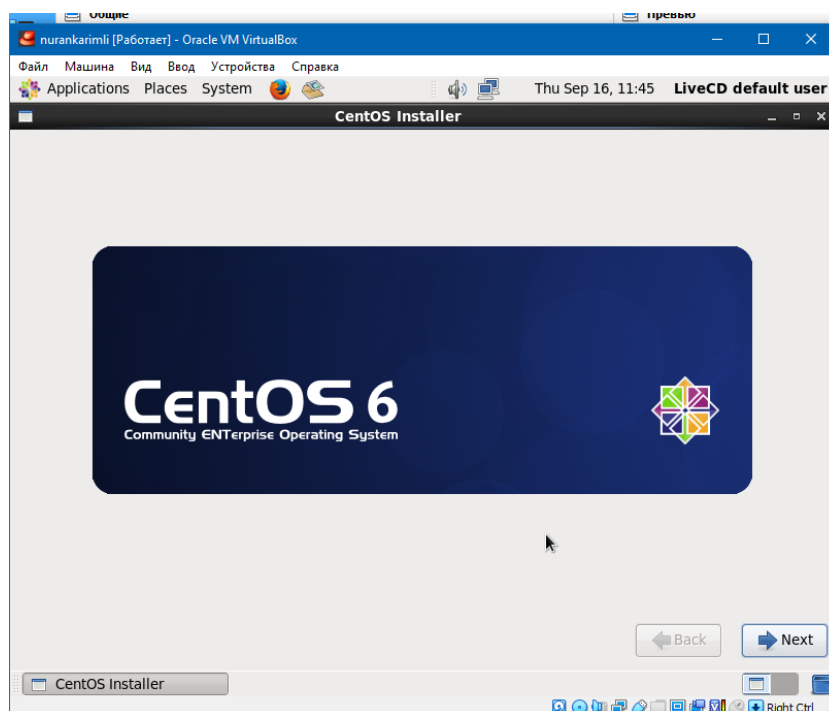 Общие
Превью
nurankarimli [Работает] - Oracle VM VirtualBox
Файл Машина Вид Ввод Устройства Справка
Applications Places System Thu Sep 16, 11:45 LiveCD default user
CentOS Installer
CentOS 6
Community ENTerprise Operating System
Back Next
CentOS Installer
Right Ctrl